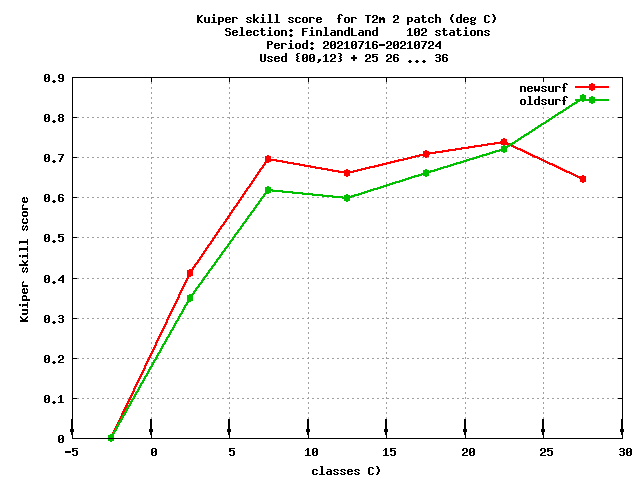 Kuiper skill score  for T2m 2 patch (deg C)
Selection: FinlandLand    102 stations
Period: 20210716-20210724
Used {00,12} + 25 26 ... 36
newsurf
oldsurf
0.9
0.8
0.7
0.6
0.5
0.4
0.3
0.2
0.1
0
Kuiper skill score
-5 0 5 10 15 20 25 30
classes C)